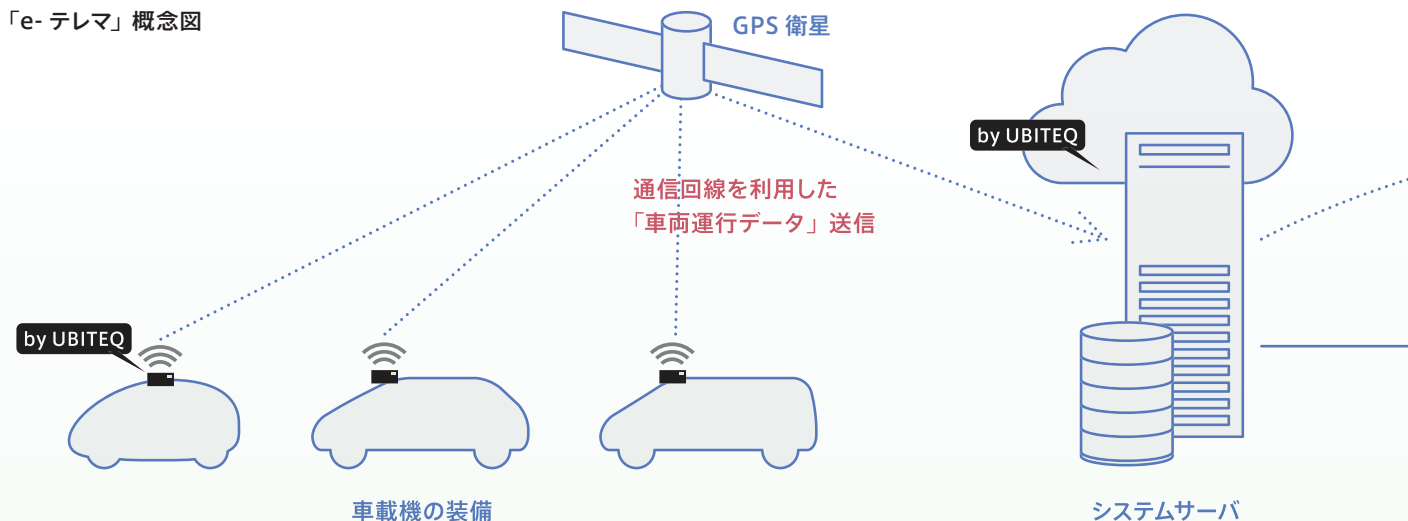 「e- テレマ」概念図
GPS 衛星
by UBITEQ
通信回線を利用した
「車両運行データ」送信
by UBITEQ
車載機の装備
システムサーバ